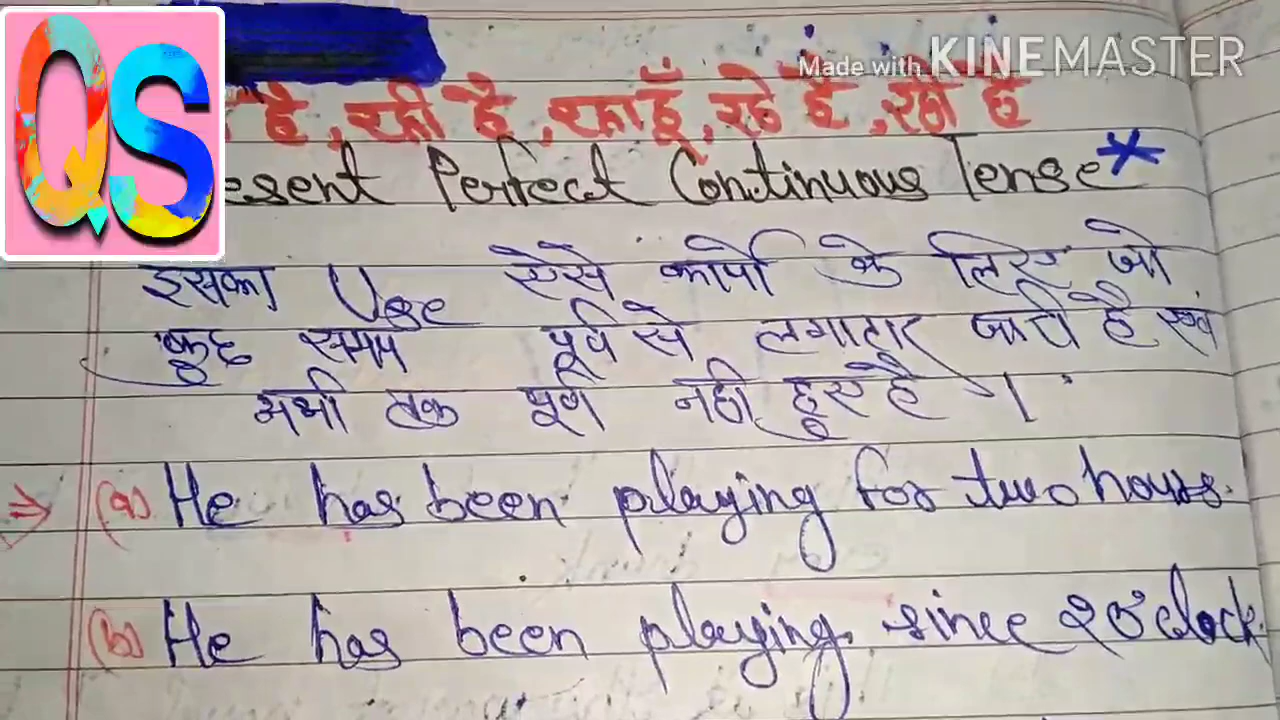 QS
Made with KINEMASTER
है, रही है, रहा हूँ, रहे हैं, रही हैं
esent Perfect Continuous Tense*
इसका Use ऐसे कार्यो के लिए जो
कुछ समय पूर्व से लगातार जारी है एवं
अभी तक पूर्ण नही हुए है ।
⇒ (a) He has been playing for two hours.
(b) He has been playing since 2 o'clock.